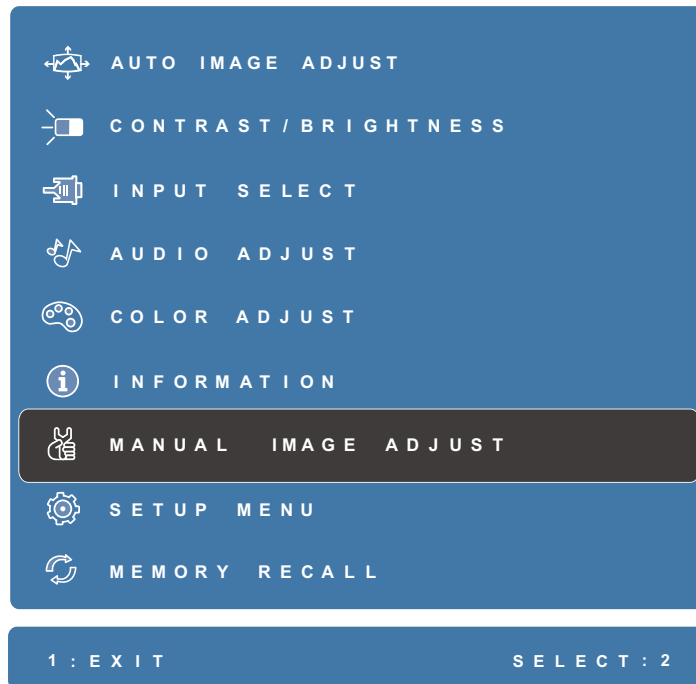 AUTO IMAGE ADJUST
CONTRAST/BRIGHTNESS
INPUT SELECT
AUDIO ADJUST
COLOR ADJUST
INFORMATION
MANUAL IMAGE ADJUST
SETUP MENU
MEMORY RECALL
1:EXIT SELECT:2